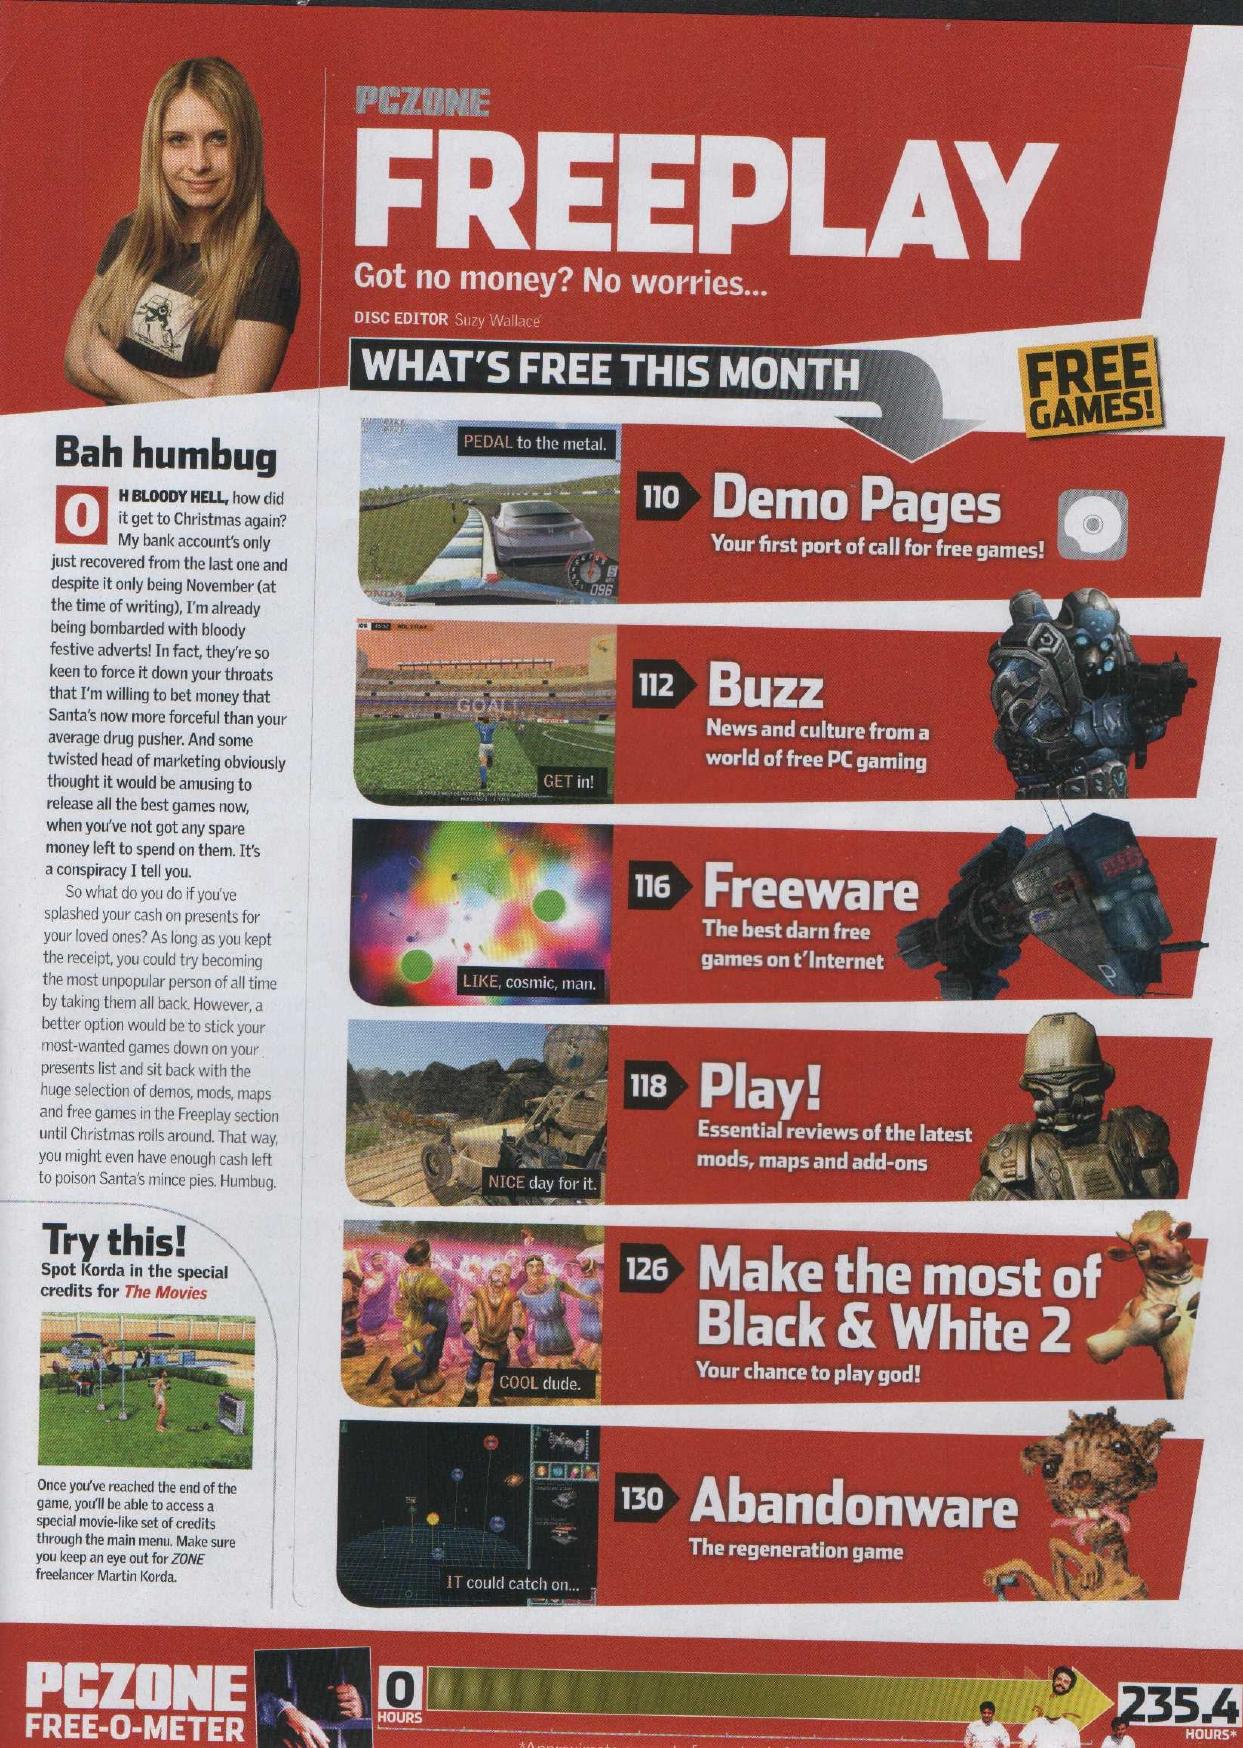 PCZONE
FREEPLAY
Got no money? No worries...
DISC EDITOR Suzy Wallace
WHAT'S FREE THIS MONTH
FREE
GAMES!
Bah humbug
OH BLOODY HELL, how did
it get to Christmas again?
My bank account's only
just recovered from the last one and
despite it only being November (at
the time of writing), I'm already
being bombarded with bloody
festive adverts! In fact, they're so
keen to force it down your throats
that I'm willing to bet money that
Santa's now more forceful than your
average drug pusher. And some
twisted head of marketing obviously
thought it would be amusing to
release all the best games now,
when you've not got any spare
money left to spend on them. It's
a conspiracy I tell you.
So what do you do if you've
splashed your cash on presents for
your loved ones? As long as you kept
the receipt, you could try becoming
the most unpopular person of all time
by taking them all back. However, a
better option would be to stick your
most-wanted games down on your
presents list and sit back with the
huge selection of demos, mods, maps
and free games in the Freeplay section
until Christmas rolls around. That way,
you might even have enough cash left
to poison Santa's mince pies. Humbug.
Try this!
Spot Korda in the special
credits for The Movies
Once you've reached the end of the
game, you'll be able to access a
special movie-like set of credits
through the main menu. Make sure
you keep an eye out for ZONE
freelancer Martin Korda.
PEDAL to the metal.
096
110 Demo Pages
Your first port of call for free games!
GOAL!
GET in!
112 Buzz
News and culture from a
world of free PC gaming
LIKE, cosmic, man.
116 Freeware
The best darn free
games on t'Internet
NICE day for it.
118 Play!
Essential reviews of the latest
mods, maps and add-ons
COOL dude.
126 Make the most of
Black & White 2
Your chance to play god!
IT could catch on...
130 Abandonware
The regeneration game
PCZONE
FREE-O-METER
0
HOURS
235.4
HOURS*